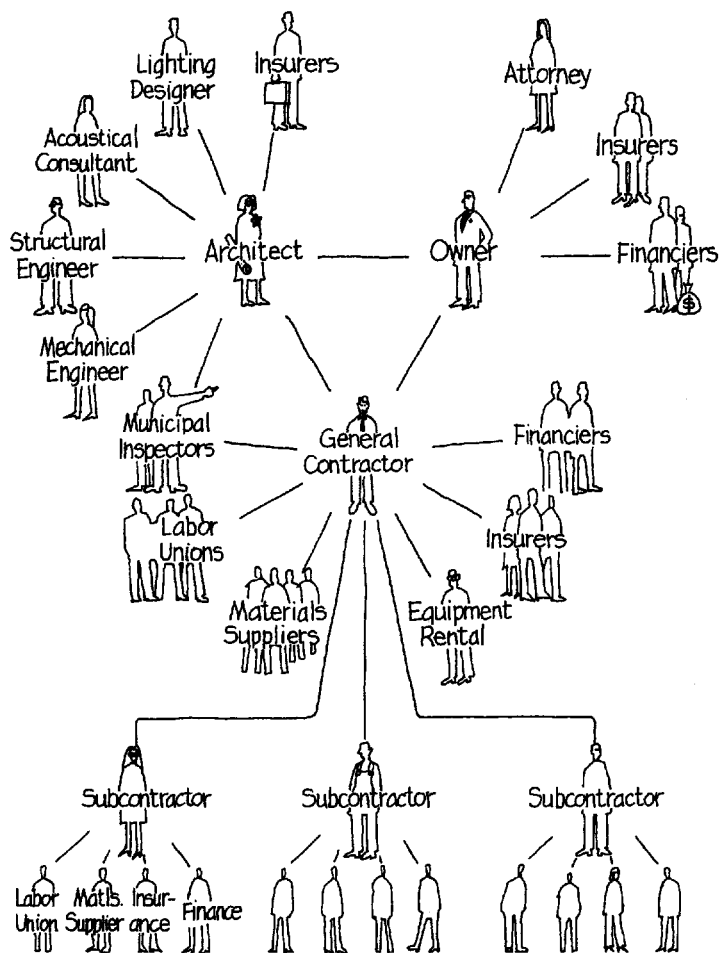 Lighting
Designer
Insurers
Attorney
Acoustical
Consultant
Insurers
Structural
Engineer
Architect
Owner
Financiers
$
Mechanical
Engineer
Municipal
Inspectors
General
Contractor
Financiers
Labor
Unions
Insurers
Materials
Suppliers
Equipment
Rental
Subcontractor
Subcontractor
Subcontractor
Labor
Union
Matls.
Supplier
Insur-
ance
Finance